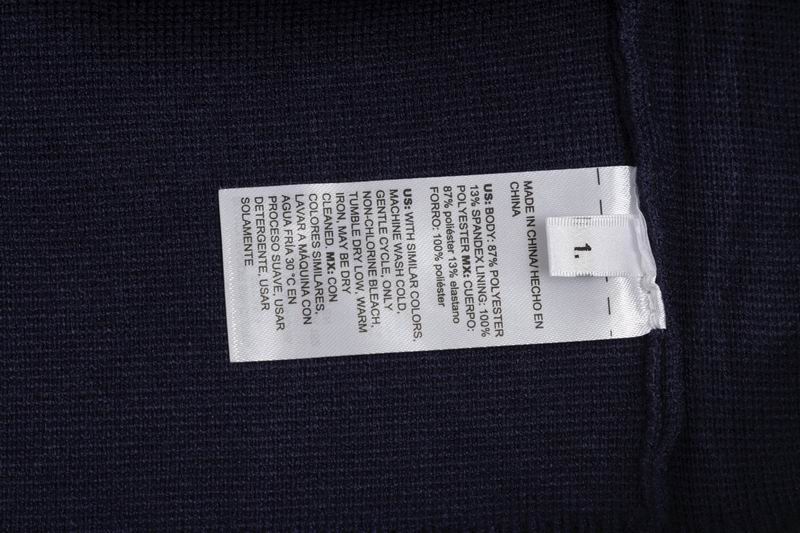 1.
MADE IN CHINA/ HECHO EN
CHINA
US: BODY: 87% POLYESTER
13% SPANDEX LINING: 100%
POLYESTER MX: CUERPO:
87% poliéster 13% elastano
FORRO: 100% poliéster
US: WITH SIMILAR COLORS,
MACHINE WASH COLD,
GENTLE CYCLE, ONLY
NON-CHLORINE BLEACH,
TUMBLE DRY LOW, WARM
IRON, MAY BE DRY
CLEANED. MX: CON
COLORES SIMILARES,
LAVAR A MÁQUINA CON
AGUA FRÍA 30 °C EN
PROCESO SUAVE, USAR
DETERGENTE, USAR
SOLAMENTE